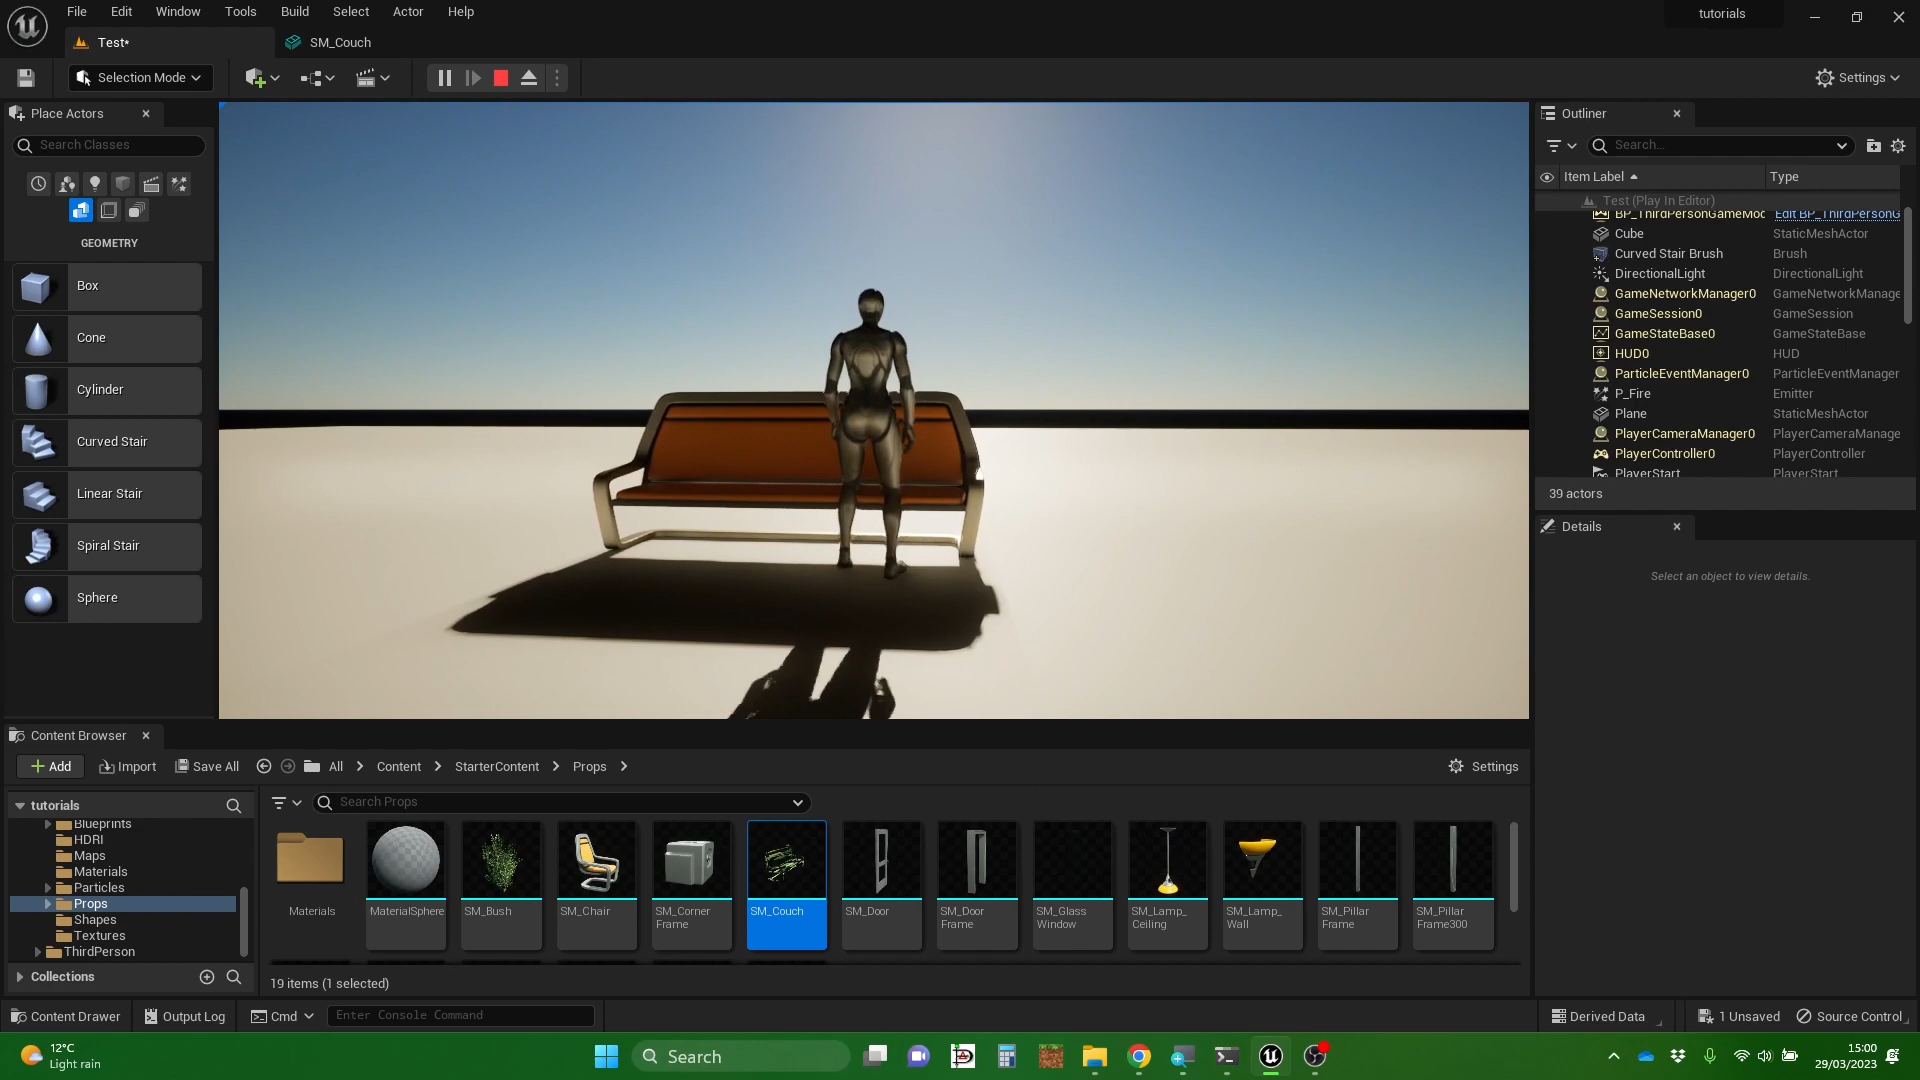 File Edit Window Tools Build Select Actor Help
tutorials
Test*
SM_Couch
Selection Mode
Settings
Place Actors
Search Classes
GEOMETRY
Box
Cone
Cylinder
Curved Stair
Linear Stair
Spiral Stair
Sphere
Outliner
Search...
Item Label Type
Test (Play In Editor)
BP_ThirdPersonGameMod Edit BP_ThirdPersonG
Cube StaticMeshActor
Curved Stair Brush Brush
DirectionalLight DirectionalLight
GameNetworkManager0 GameNetworkManage
GameSession0 GameSession
GameStateBase0 GameStateBase
HUD0 HUD
ParticleEventManager0 ParticleEventManager
P_Fire Emitter
Plane StaticMeshActor
PlayerCameraManager0 PlayerCameraManage
PlayerController0 PlayerController
PlayerStart PlayerStart
39 actors
Details
Select an object to view details.
Content Browser
Add Import Save All All Content StarterContent Props
Settings
tutorials
Search Props
Blueprints
HDRI
Maps
Materials
Particles
Props
Shapes
Textures
ThirdPerson
Collections
Materials
MaterialSphere
SM_Bush
SM_Chair
SM_Corner
Frame
SM_Couch
SM_Door
SM_Door
Frame
SM_Glass
Window
SM_Lamp_
Ceiling
SM_Lamp_
Wall
SM_Pillar
Frame
SM_Pillar
Frame300
19 items (1 selected)
Content Drawer Output Log Cmd Enter Console Command
Derived Data 1 Unsaved Source Control
12°C
Light rain
Search
15:00
29/03/2023